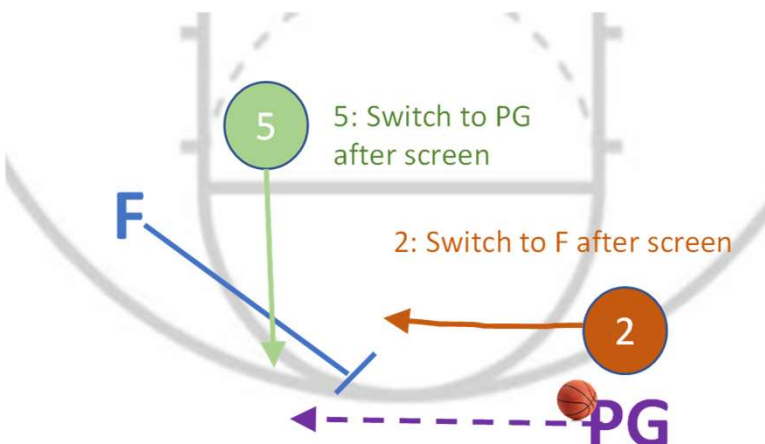 5
5: Switch to PG
after screen
F
2: Switch to F after screen
2
PG